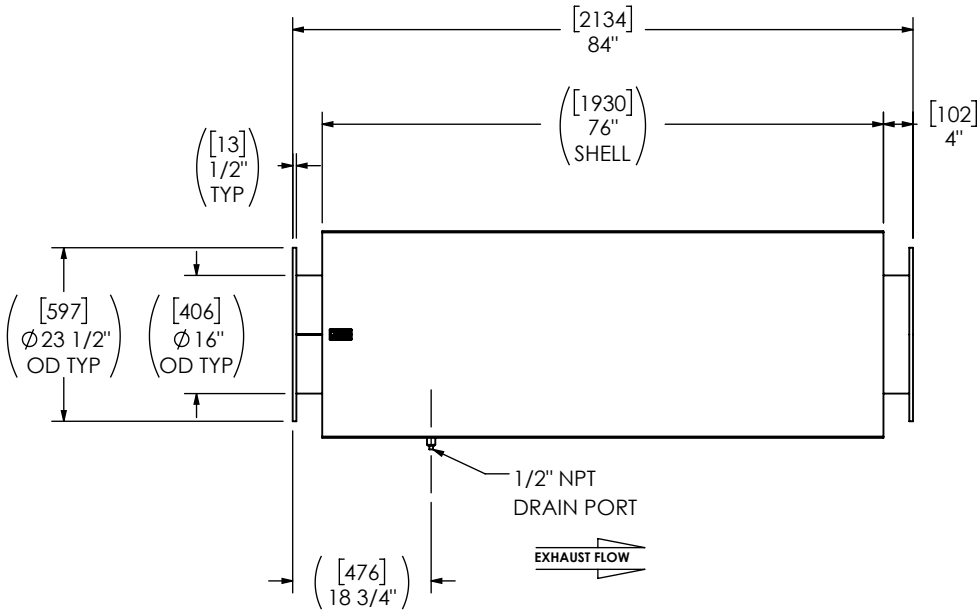 [2134]
84"
[1930]
76"
SHELL
[102]
4"
[13]
1/2"
TYP
[597]
Ø23 1/2"
OD TYP
[406]
Ø16"
OD TYP
1/2" NPT
DRAIN PORT
EXHAUST FLOW
[476]
18 3/4"